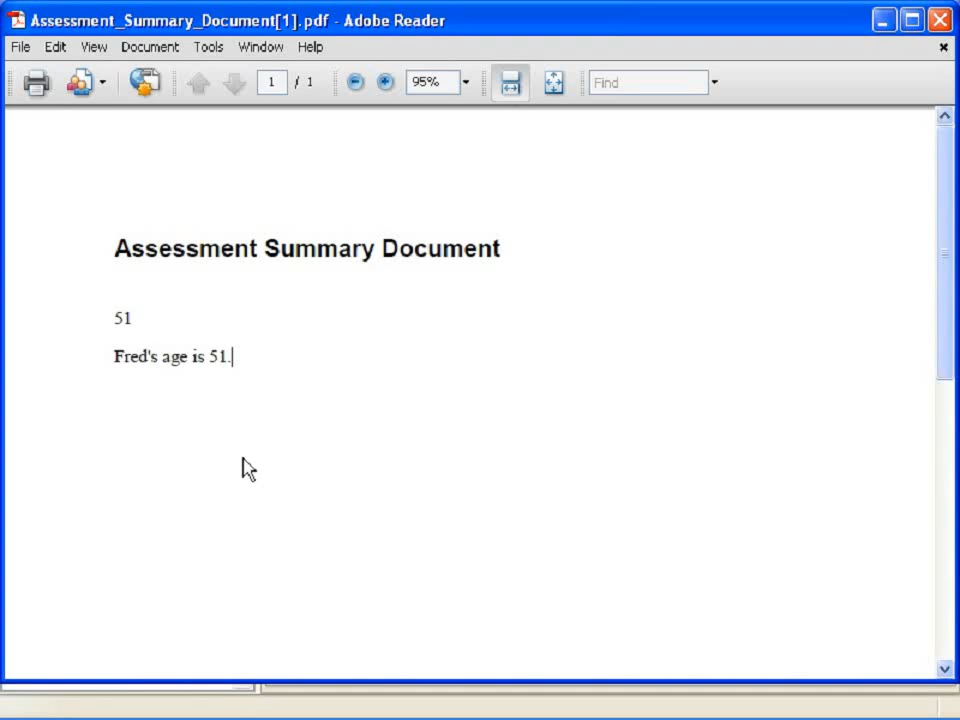 Assessment_Summary_Document[1].pdf - Adobe Reader
File Edit View Document Tools Window Help
1 / 1 95% Find
Assessment Summary Document
51
Fred's age is 51.